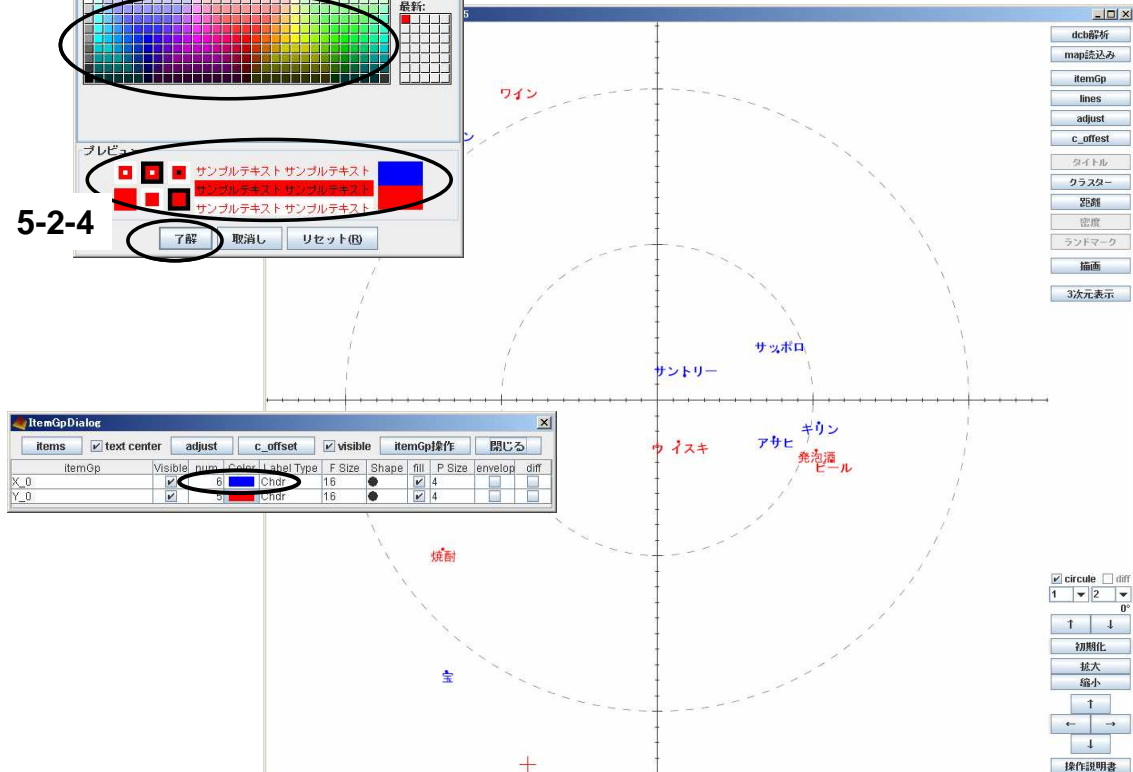 最新:
5
dcb解析
map読込み
itemGp
lines
adjust
c_offest
タイトル
クラスター
距離
密度
ランドマーク
描画
3次元表示
ワイン
ン
プレビュー
サンプルテキスト サンプルテキスト
サンプルテキスト サンプルテキスト
サンプルテキスト サンプルテキスト
5-2-4
了解 取消し リセット(R)
サッポロ
サントリー
キリン
アサヒ
ウイスキ
発泡酒
ビール
ItemGpDialog
items text center adjust c_offset visible itemGp操作 閉じる
itemGp Visible num Color Label Type F Size Shape fill P Size envelop diff
X_0 6 Chdr 16 4
Y_0 5 Chdr 16 4
焼酎
宝
circule diff
1 2
0°
↑ ↓
初期化
拡大
縮小
↑
← →
↓
操作説明書